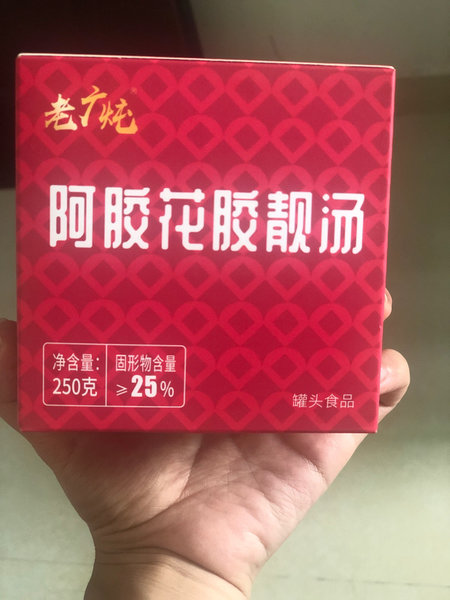 老广炖®
阿胶花胶靓汤
净含量: 固形物含量
250克 ≥25%
罐头食品